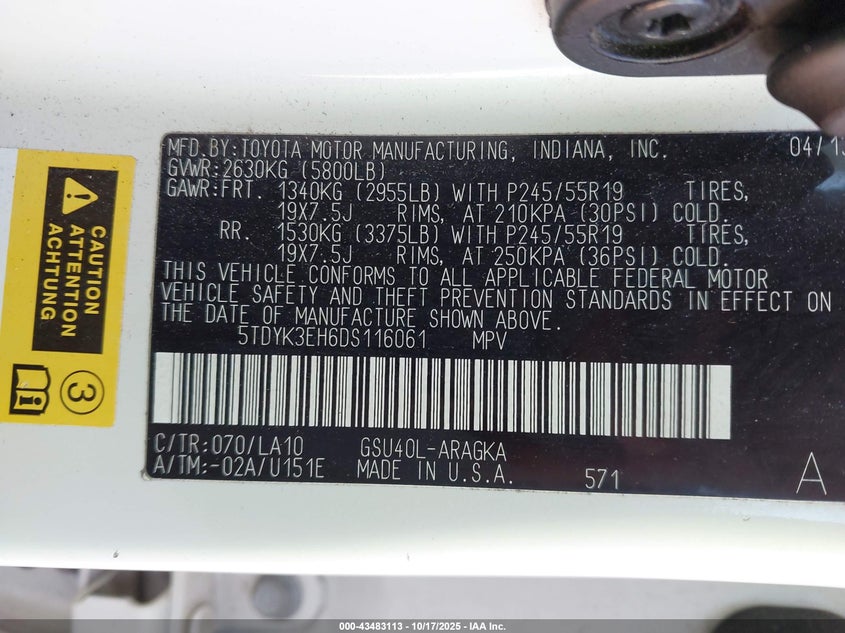 MFD.BY:TOYOTA MOTOR MANUFACTURING, INDIANA, INC. 04/13
GVWR:2630KG (5800LB)
GAWR:FRT. 1340KG (2955LB) WITH P245/55R19 TIRES,
19X7.5J RIMS, AT 210KPA (30PSI) COLD.
RR. 1530KG (3375LB) WITH P245/55R19 TIRES,
19X7.5J RIMS, AT 250KPA (36PSI) COLD.
THIS VEHICLE CONFORMS TO ALL APPLICABLE FEDERAL MOTOR
VEHICLE SAFETY AND THEFT PREVENTION STANDARDS IN EFFECT ON
THE DATE OF MANUFACTURE SHOWN ABOVE.
5TDYK3EH6DS116061 MPV
C/TR:070/LA10 GSU40L-ARAGKA
A/TM:-02A/U151E MADE IN U.S.A. 571 A
CAUTION
ATTENTION
ACHTUNG
3
000-43483113 - 10/17/2025 - IAA Inc.